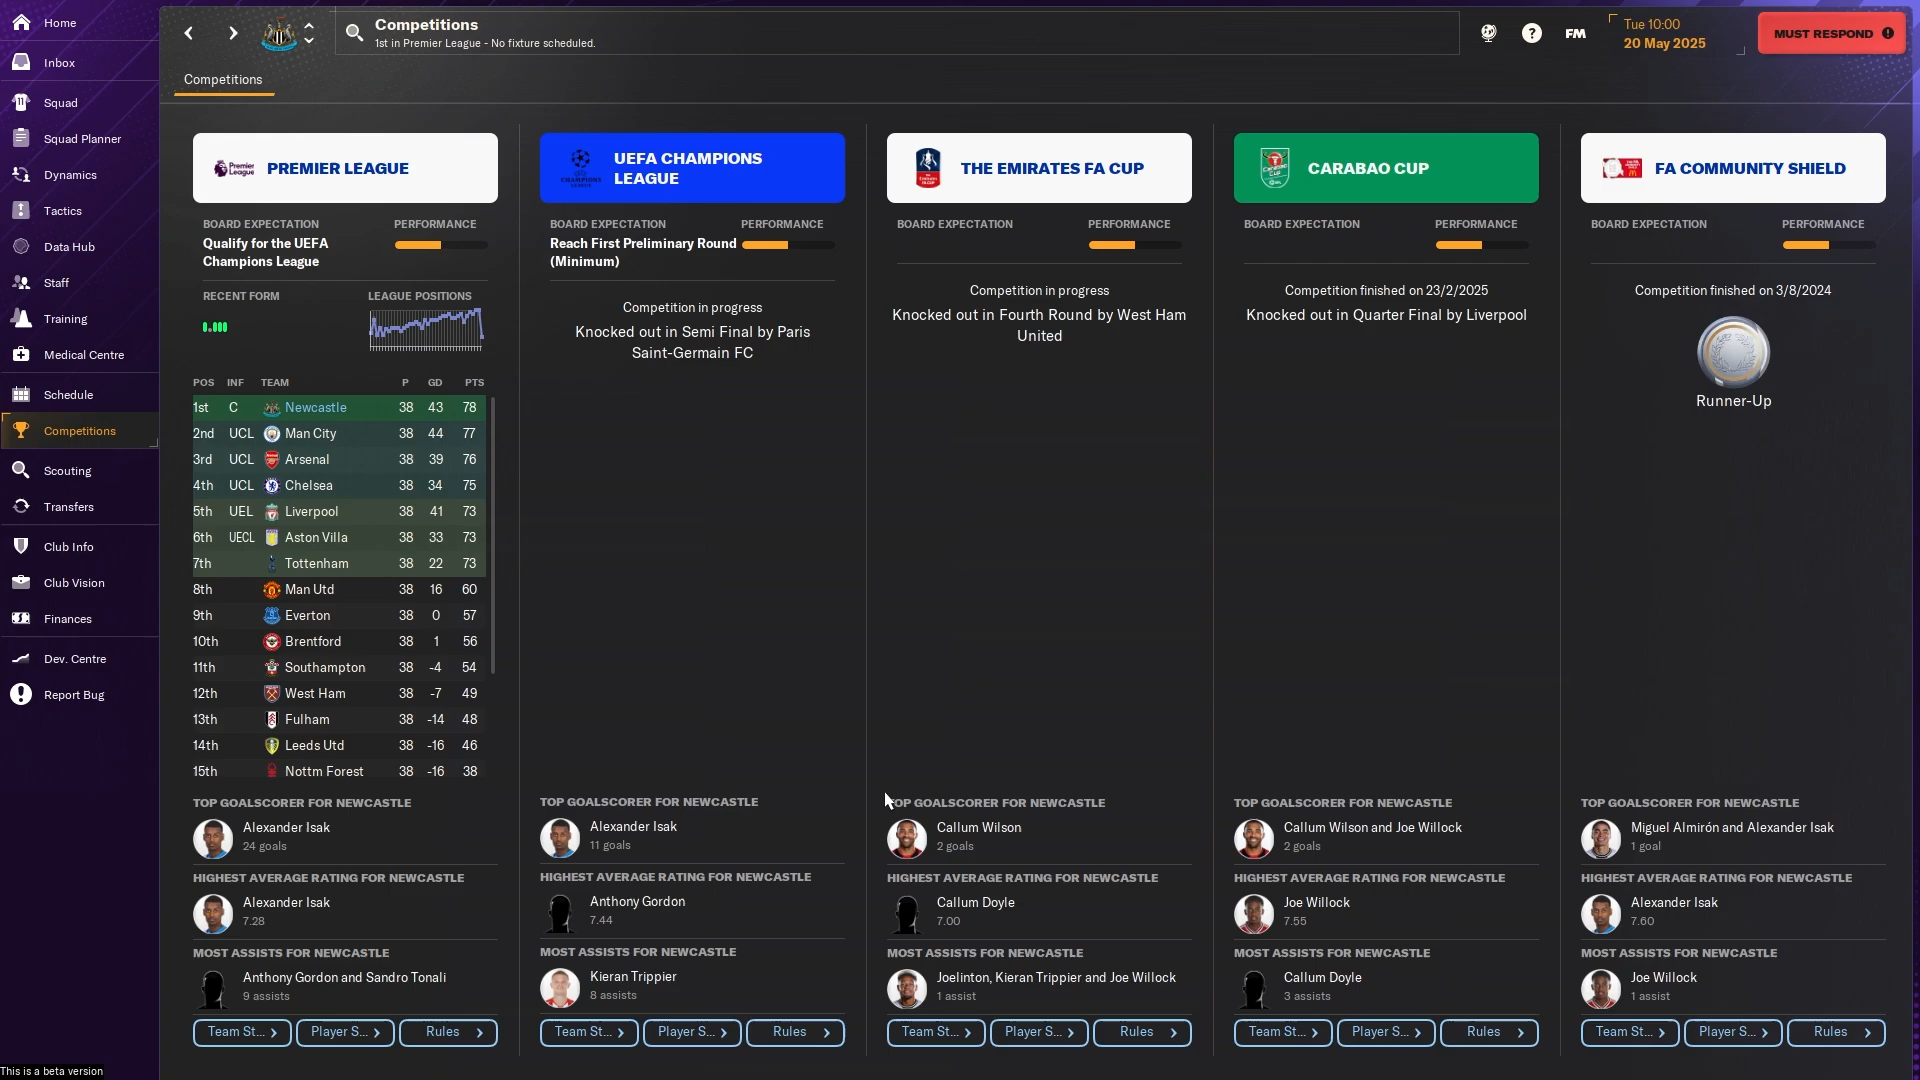 Home
Inbox
Squad
Squad Planner
Dynamics
Tactics
Data Hub
Staff
Training
Medical Centre
Schedule
Competitions
Scouting
Transfers
Club Info
Club Vision
Finances
Dev. Centre
Report Bug
This is a beta version
Competitions
1st in Premier League - No fixture scheduled.
FM
Tue 10:00
20 May 2025
MUST RESPOND
Competitions
Premier League
PREMIER LEAGUE
BOARD EXPECTATION PERFORMANCE
Qualify for the UEFA
Champions League
RECENT FORM LEAGUE POSITIONS
POS INF TEAM P GD PTS
1st C Newcastle 38 43 78
2nd UCL Man City 38 44 77
3rd UCL Arsenal 38 39 76
4th UCL Chelsea 38 34 75
5th UEL Liverpool 38 41 73
6th UECL Aston Villa 38 33 73
7th Tottenham 38 22 73
8th Man Utd 38 16 60
9th Everton 38 0 57
10th Brentford 38 1 56
11th Southampton 38 -4 54
12th West Ham 38 -7 49
13th Fulham 38 -14 48
14th Leeds Utd 38 -16 46
15th Nottm Forest 38 -16 38
TOP GOALSCORER FOR NEWCASTLE
Alexander Isak
24 goals
HIGHEST AVERAGE RATING FOR NEWCASTLE
Alexander Isak
7.28
MOST ASSISTS FOR NEWCASTLE
Anthony Gordon and Sandro Tonali
9 assists
Team St... Player S... Rules
UEFA CHAMPIONS
LEAGUE
BOARD EXPECTATION PERFORMANCE
Reach First Preliminary Round
(Minimum)
Competition in progress
Knocked out in Semi Final by Paris
Saint-Germain FC
TOP GOALSCORER FOR NEWCASTLE
Alexander Isak
11 goals
HIGHEST AVERAGE RATING FOR NEWCASTLE
Anthony Gordon
7.44
MOST ASSISTS FOR NEWCASTLE
Kieran Trippier
8 assists
Team St... Player S... Rules
THE EMIRATES FA CUP
BOARD EXPECTATION PERFORMANCE
Competition in progress
Knocked out in Fourth Round by West Ham
United
TOP GOALSCORER FOR NEWCASTLE
Callum Wilson
2 goals
HIGHEST AVERAGE RATING FOR NEWCASTLE
Callum Doyle
7.00
MOST ASSISTS FOR NEWCASTLE
Joelinton, Kieran Trippier and Joe Willock
1 assist
Team St... Player S... Rules
CARABAO CUP
BOARD EXPECTATION PERFORMANCE
Competition finished on 23/2/2025
Knocked out in Quarter Final by Liverpool
TOP GOALSCORER FOR NEWCASTLE
Callum Wilson and Joe Willock
2 goals
HIGHEST AVERAGE RATING FOR NEWCASTLE
Joe Willock
7.55
MOST ASSISTS FOR NEWCASTLE
Callum Doyle
3 assists
Team St... Player S... Rules
FA COMMUNITY SHIELD
BOARD EXPECTATION PERFORMANCE
Competition finished on 3/8/2024
Runner-Up
TOP GOALSCORER FOR NEWCASTLE
Miguel Almirón and Alexander Isak
1 goal
HIGHEST AVERAGE RATING FOR NEWCASTLE
Alexander Isak
7.60
MOST ASSISTS FOR NEWCASTLE
Joe Willock
1 assist
Team St... Player S... Rules